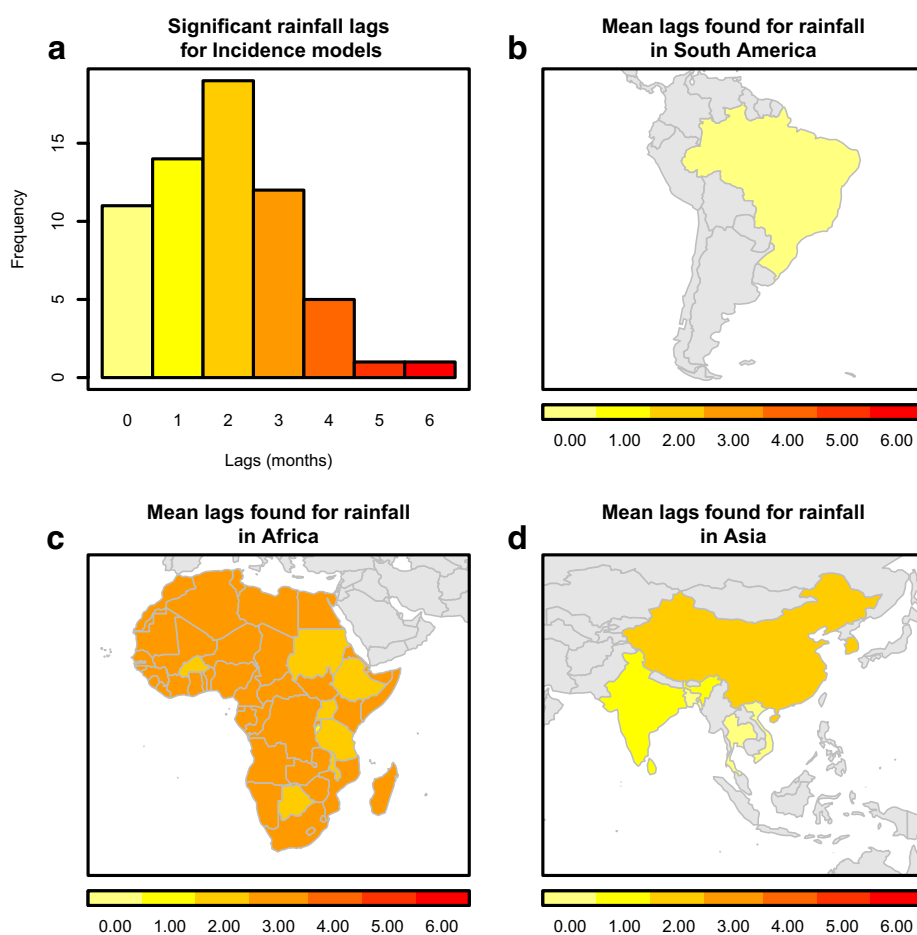 a
Significant rainfall lags
for Incidence models
Frequency
15
10
5
0
0 1 2 3 4 5 6
Lags (months)
b
Mean lags found for rainfall
in South America
0.00 1.00 2.00 3.00 4.00 5.00 6.00
c
Mean lags found for rainfall
in Africa
0.00 1.00 2.00 3.00 4.00 5.00 6.00
d
Mean lags found for rainfall
in Asia
0.00 1.00 2.00 3.00 4.00 5.00 6.00